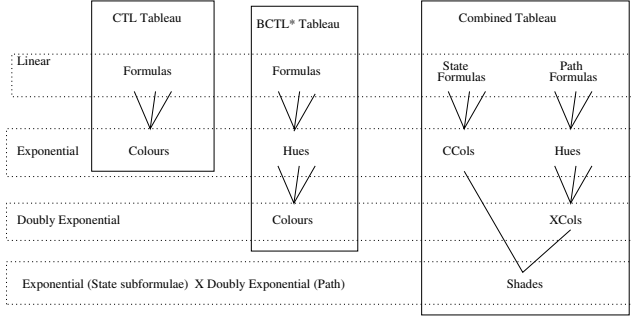 CTL Tableau
BCTL* Tableau
Combined Tableau
Linear
Formulas
Formulas
State
Formulas
Path
Formulas
Exponential
Colours
Hues
CCols
Hues
Doubly Exponential
Colours
XCols
Exponential (State subformulae) X Doubly Exponential (Path)
Shades